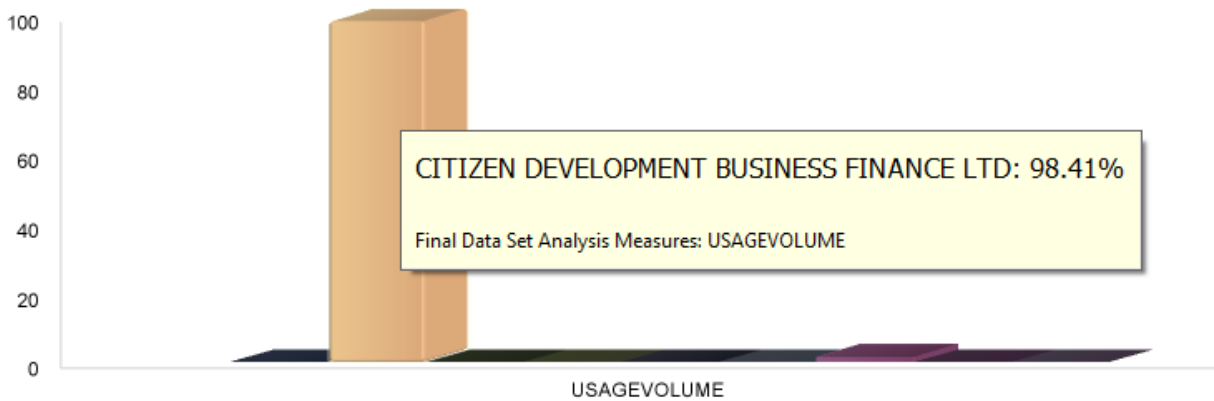 100
80
60
40
20
0
CITIZEN DEVELOPMENT BUSINESS FINANCE LTD: 98.41%
Final Data Set Analysis Measures: USAGEVOLUME
USAGEVOLUME